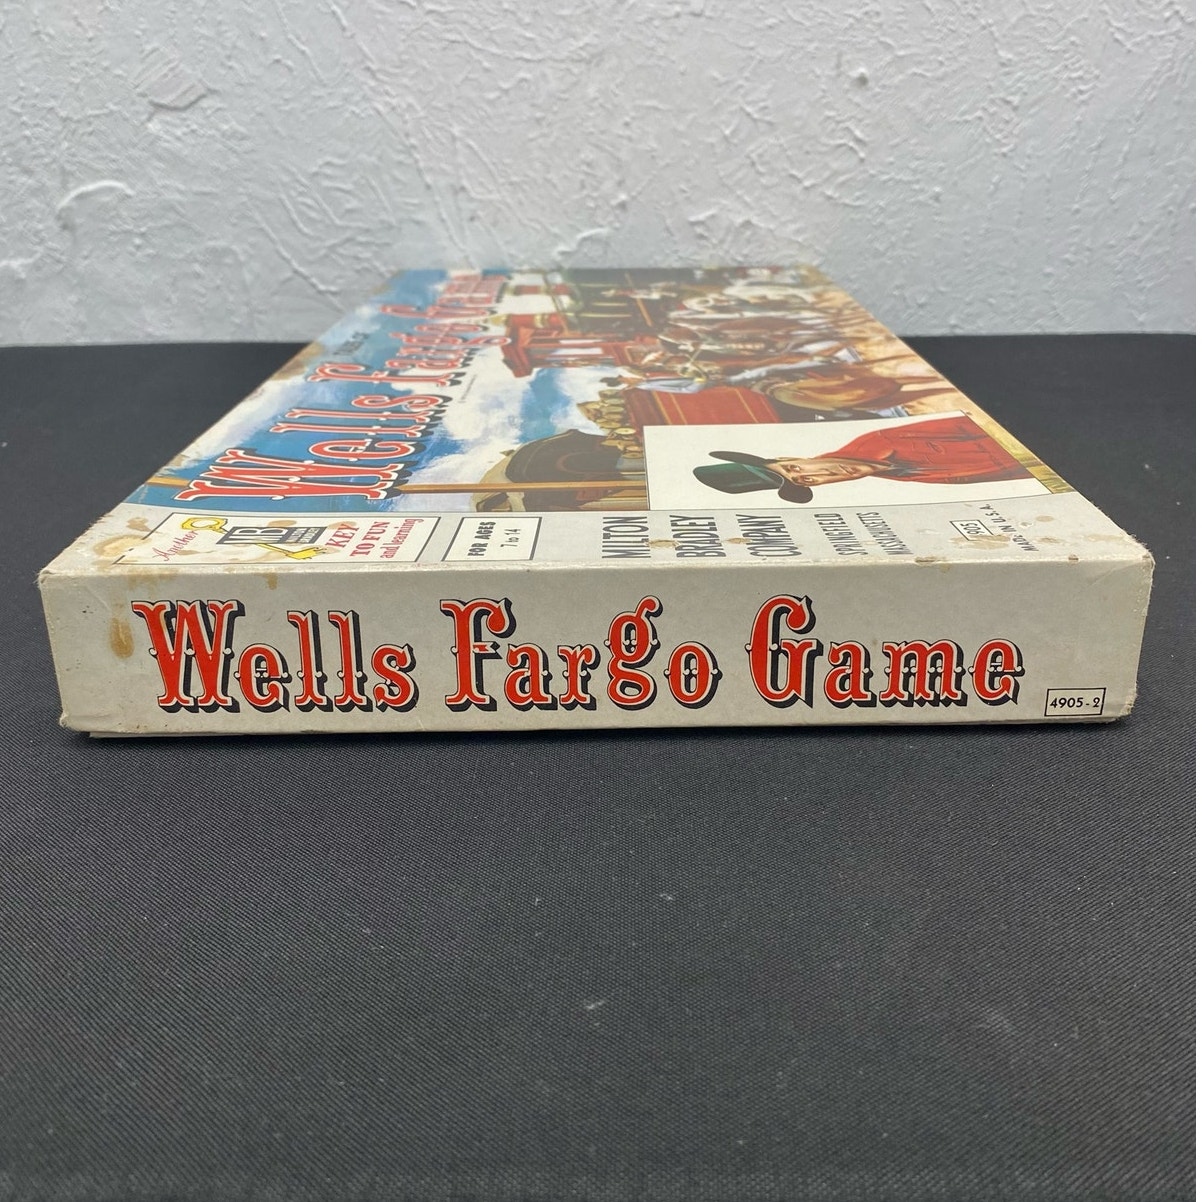 Wells Fargo Game
Another
MB
KEY
TO FUN
and learning
FOR AGES
7 to 14
MILTON
BRADLEY
COMPANY
SPRINGFIELD
MASSACHUSETTS
4905
MADE IN U.S.A.
Wells Fargo Game
4905-2